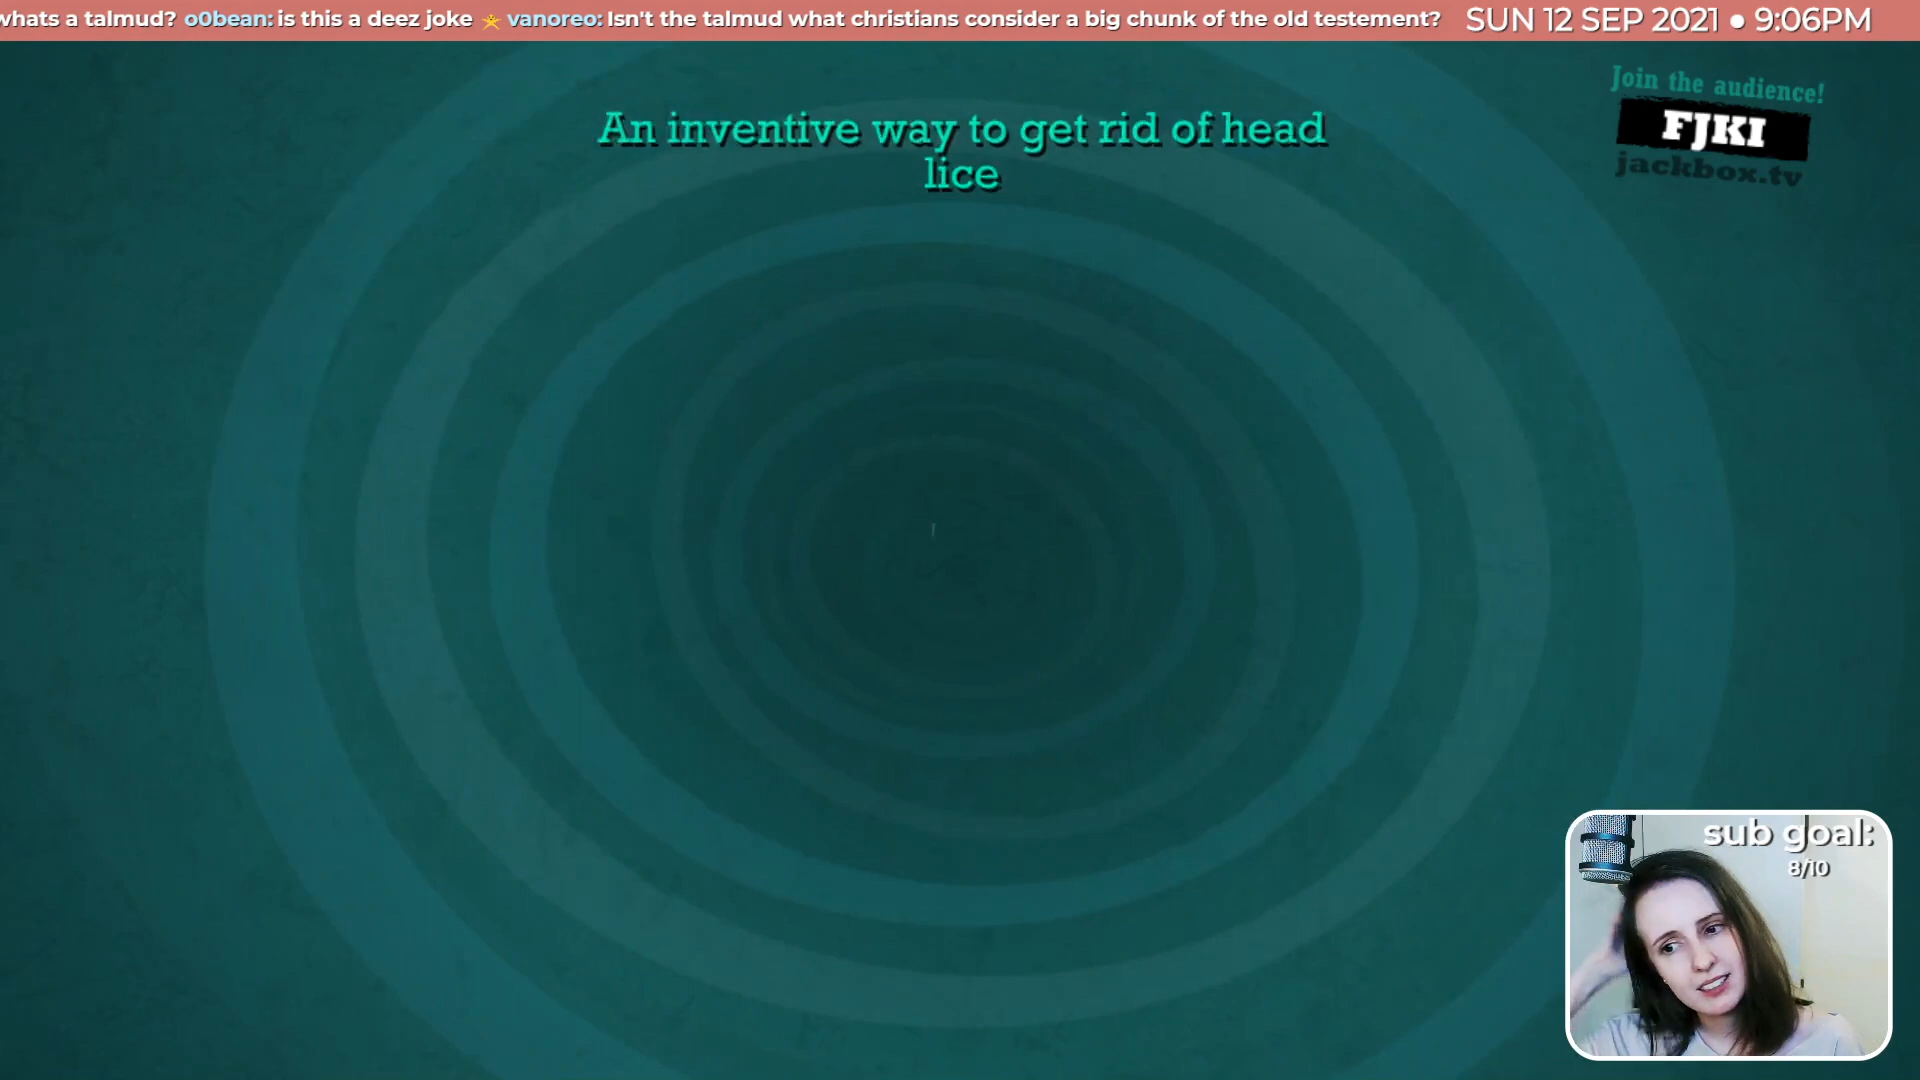 whats a talmud? o0bean: is this a deez joke vanoreo: Isn't the talmud what christians consider a big chunk of the old testement? SUN 12 SEP 2021 ● 9:06PM
Join the audience!
FJKI
jackbox.tv
An inventive way to get rid of head
lice
sub goal:
8/10